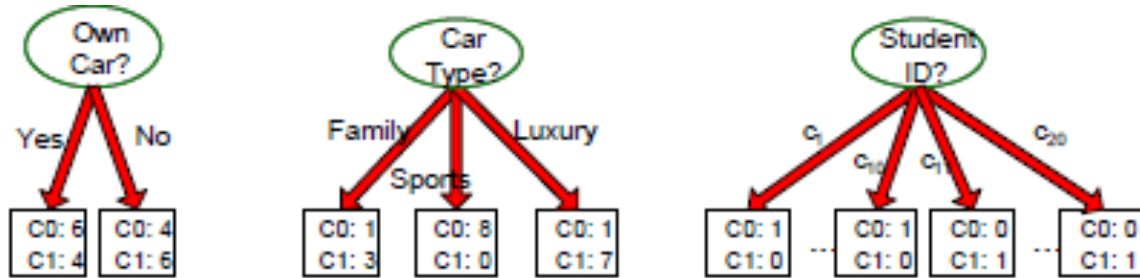 Own
Car?
Yes
No
C0: 6
C1: 4
C0: 4
C1: 6
Car
Type?
Family
Sports
Luxury
C0: 1
C1: 3
C0: 8
C1: 0
C0: 1
C1: 7
Student
ID?
c1
c10
c11
c20
C0: 1
C1: 0
...
C0: 1
C1: 0
C0: 0
C1: 1
...
C0: 0
C1: 1